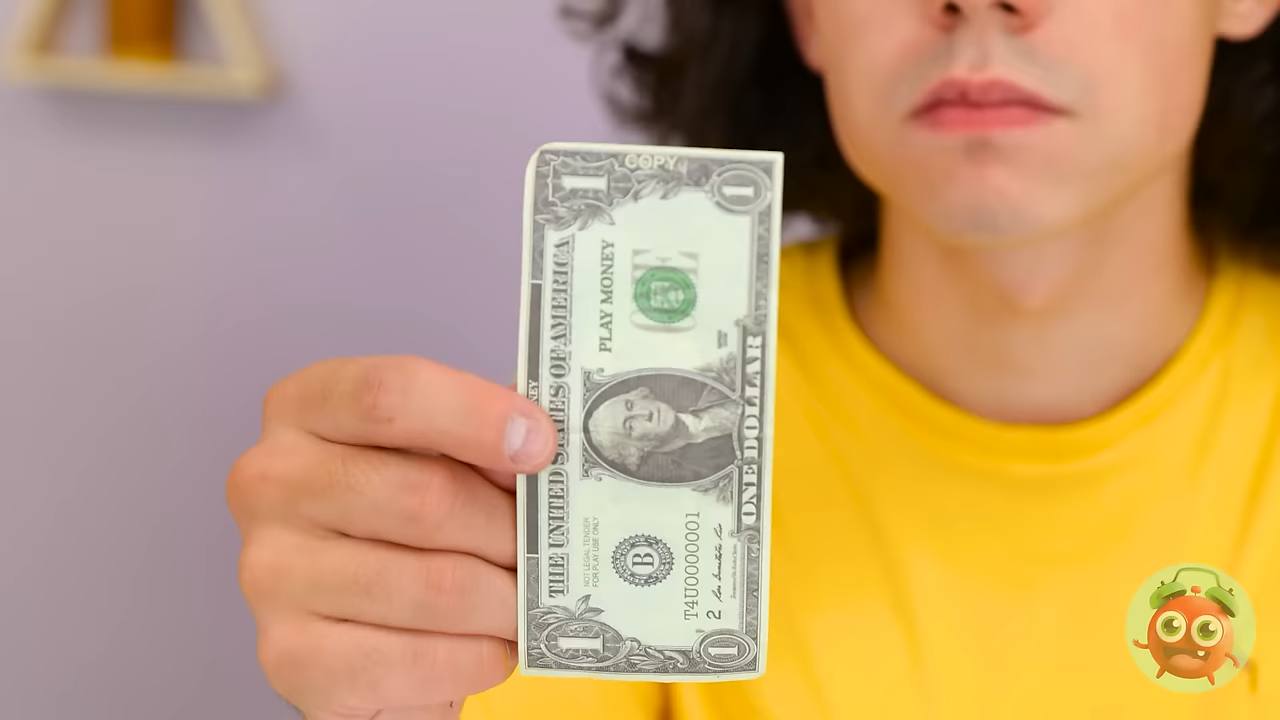 COPY
1
1
THE UNITED STATES OF AMERICA
PLAY MONEY
NOT LEGAL TENDER
FOR PLAY USE ONLY
B
T4U0000001
2
ONE DOLLAR
1
1